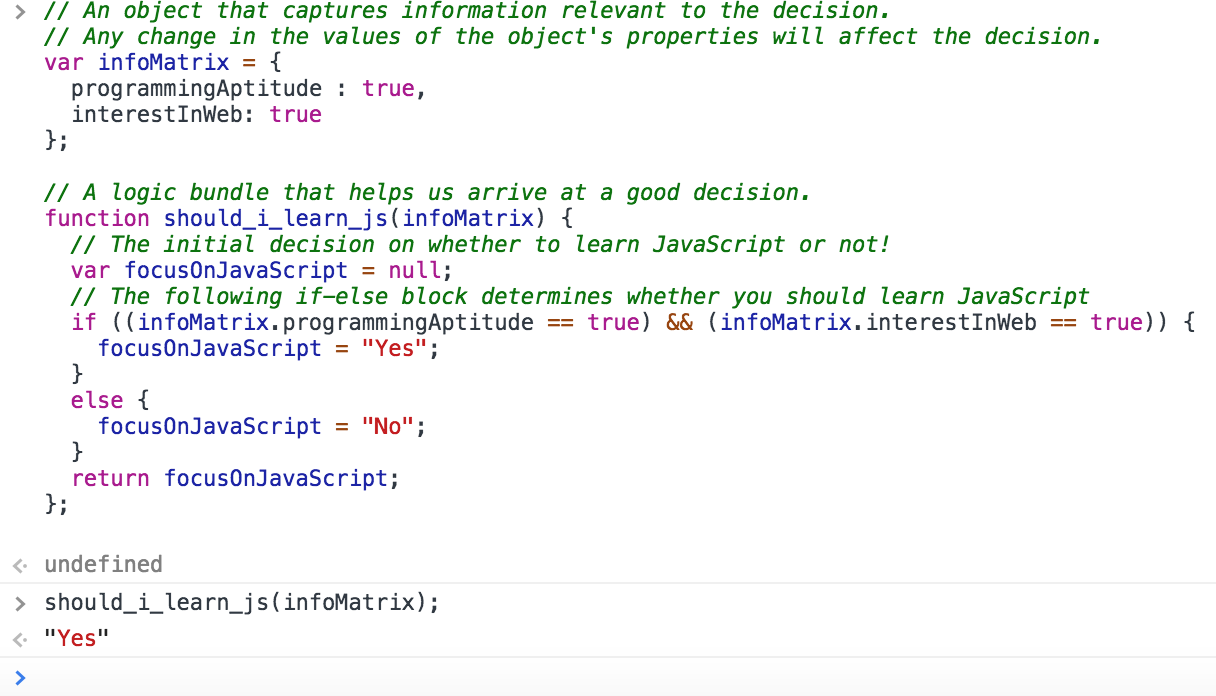 > // An object that captures information relevant to the decision.
// Any change in the values of the object's properties will affect the decision.
var infoMatrix = {
  programmingAptitude : true,
  interestInWeb: true
};

// A logic bundle that helps us arrive at a good decision.
function should_i_learn_js(infoMatrix) {
  // The initial decision on whether to learn JavaScript or not!
  var focusOnJavaScript = null;
  // The following if-else block determines whether you should learn JavaScript
  if ((infoMatrix.programmingAptitude == true) && (infoMatrix.interestInWeb == true)) {
    focusOnJavaScript = "Yes";
  }
  else {
    focusOnJavaScript = "No";
  }
  return focusOnJavaScript;
};

undefined
> should_i_learn_js(infoMatrix);
"Yes"
>